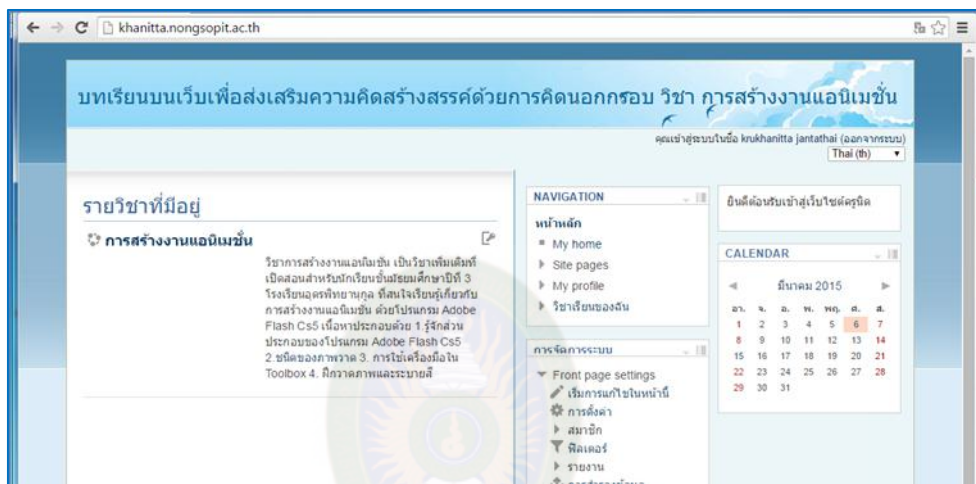 khanitta.nongsopit.ac.th
บทเรียนบนเว็บเพื่อส่งเสริมความคิดสร้างสรรค์ด้วยการคิดนอกกรอบ วิชา การสร้างงานแอนิเมชั่น
คุณเข้าสู่ระบบในชื่อ krukhanitta jantathai (ออกจากระบบ)
Thai (th)
รายวิชาที่มีอยู่
การสร้างงานแอนิเมชั่น
วิชาการสร้างงานแอนิเมชั่น เป็นวิชาเพิ่มเติมที่
เปิดสอนสำหรับนักเรียนชั้นมัธยมศึกษาปีที่ 3
โรงเรียนอุดรพิทยานุกูล ที่สนใจเรียนรู้เกี่ยวกับ
การสร้างงานแอนิเมชั่น ด้วยโปรแกรม Adobe
Flash Cs5 เนื้อหาประกอบด้วย 1.รู้จักส่วน
ประกอบของโปรแกรม Adobe Flash Cs5
2.ชนิดของภาพวาด 3. การใช้เครื่องมือใน
Toolbox 4. ฝึกวาดภาพและระบายสี
NAVIGATION
หน้าหลัก
My home
Site pages
My profile
วิชาเรียนของฉัน
การจัดการระบบ
Front page settings
เริ่มการแก้ไขในหน้านี้
การตั้งค่า
สมาชิก
ฟิลเตอร์
รายงาน
ยินดีต้อนรับเข้าสู่เว็บไซต์ครูนิด
CALENDAR
มีนาคม 2015
อา. จ. อ. พ. พฤ. ศ. ส.
1 2 3 4 5 6 7
8 9 10 11 12 13 14
15 16 17 18 19 20 21
22 23 24 25 26 27 28
29 30 31